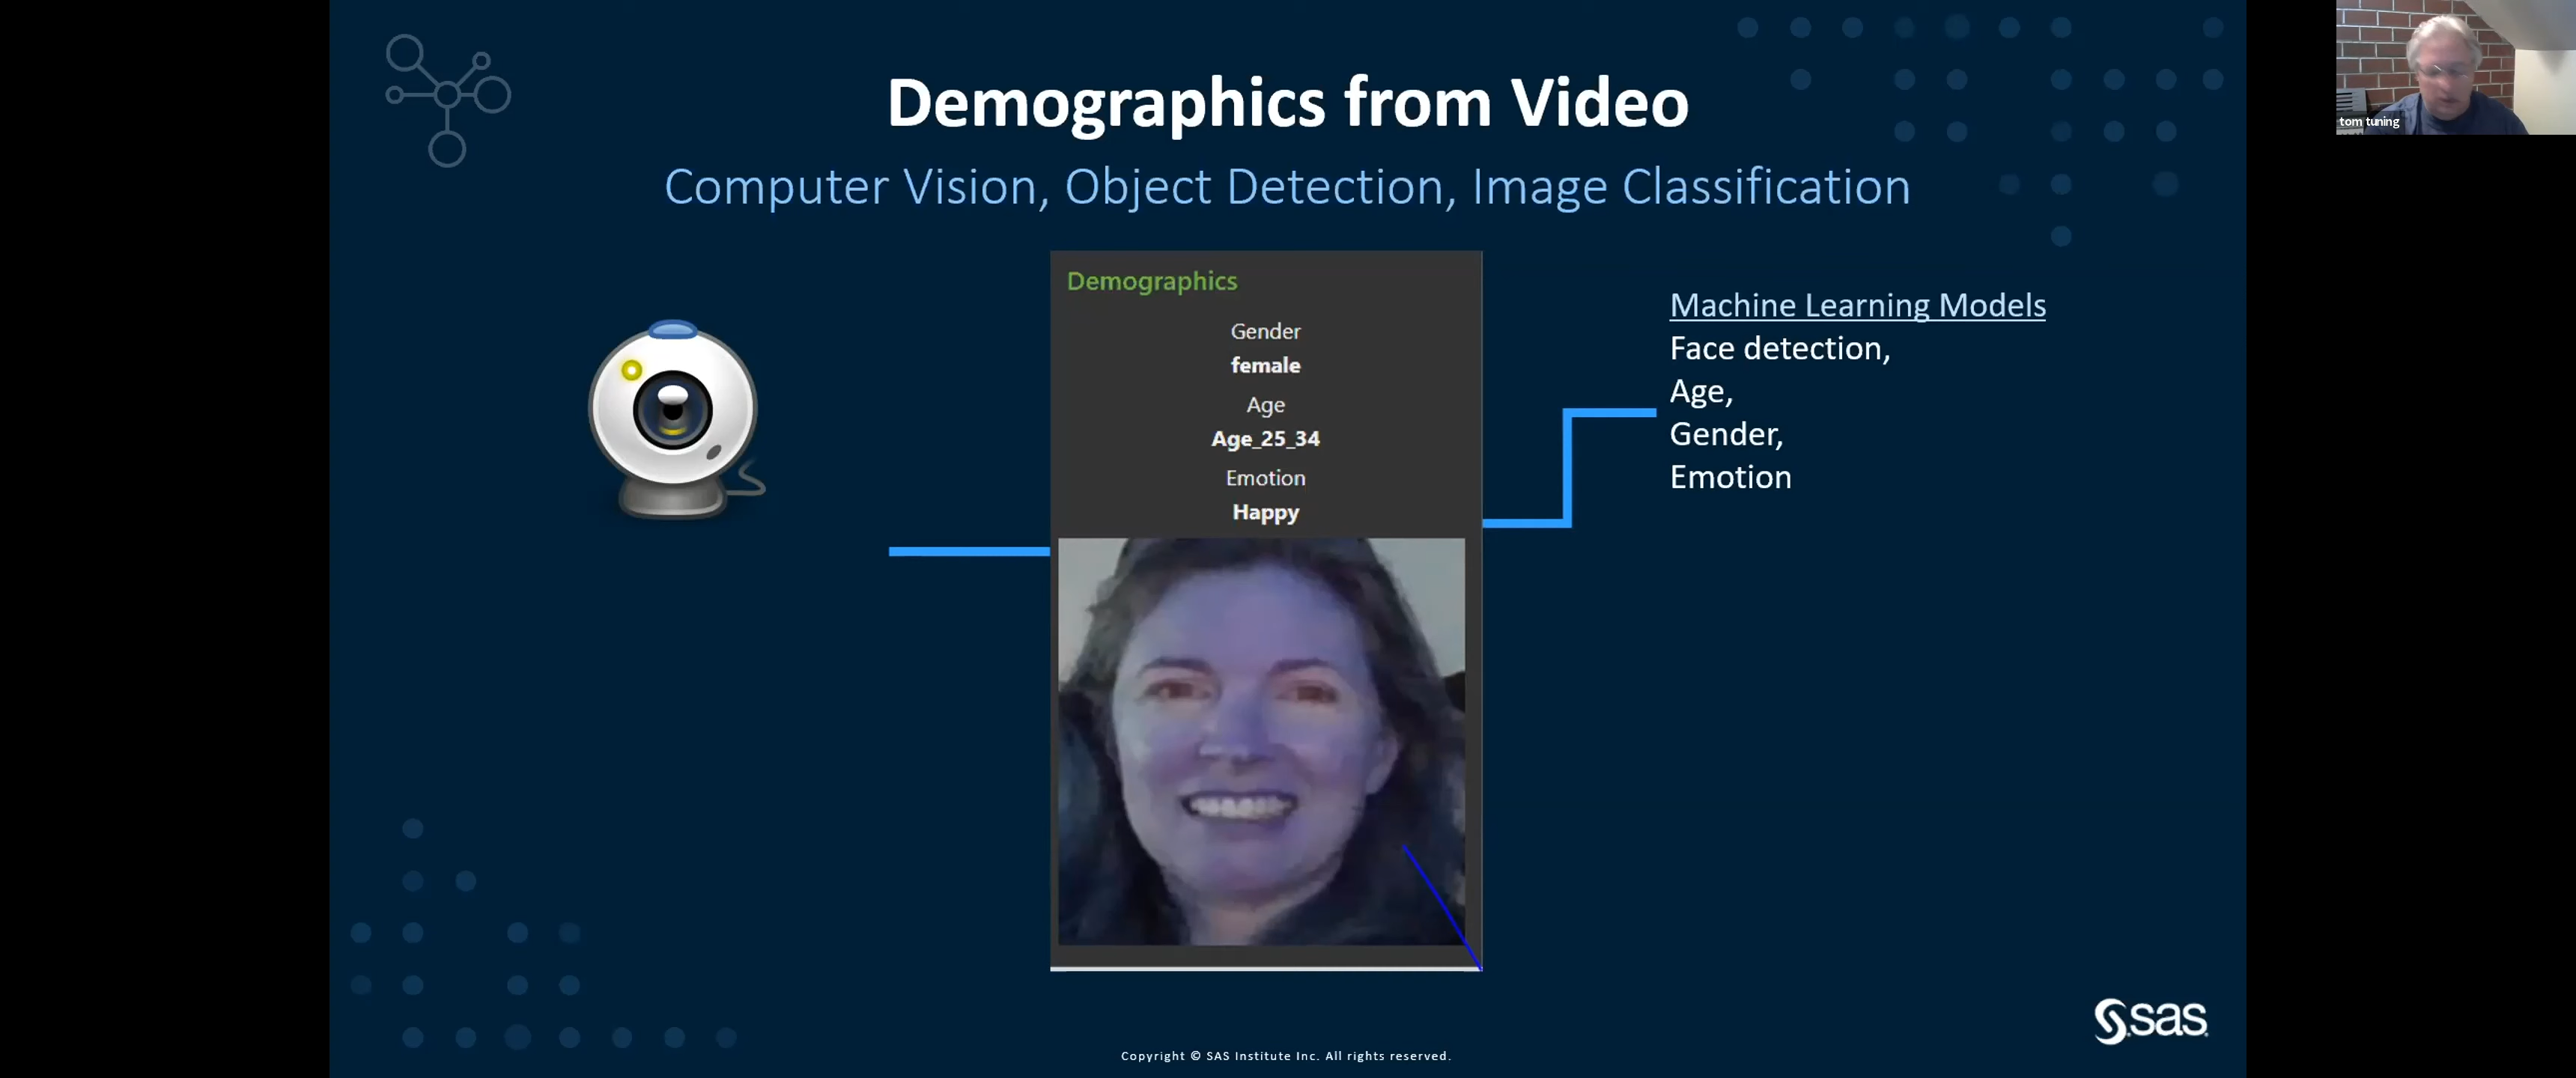 Demographics from Video
Computer Vision, Object Detection, Image Classification
Demographics
Gender
female
Age
Age_25_34
Emotion
Happy
Machine Learning Models
Face detection,
Age,
Gender,
Emotion
tom tuning
sas
Copyright © SAS Institute Inc. All rights reserved.